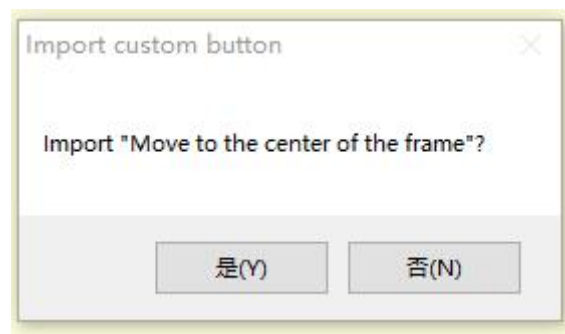 Import custom button
Import "Move to the center of the frame"?
是(Y) 否(N)